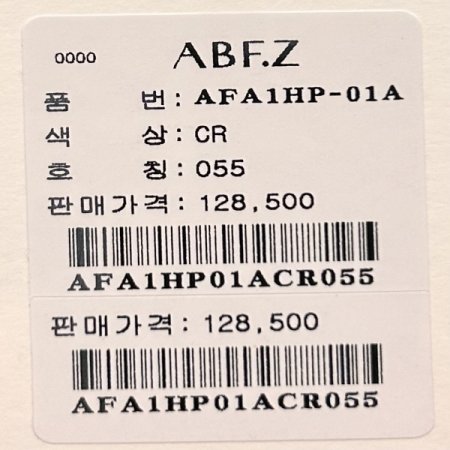 0000 ABF.Z
품 번 : AFA1HP-01A
색 상 : CR
호 칭 : 055
판매가격 : 128,500
AFA1HP01ACR055
판매가격 : 128,500
AFA1HP01ACR055